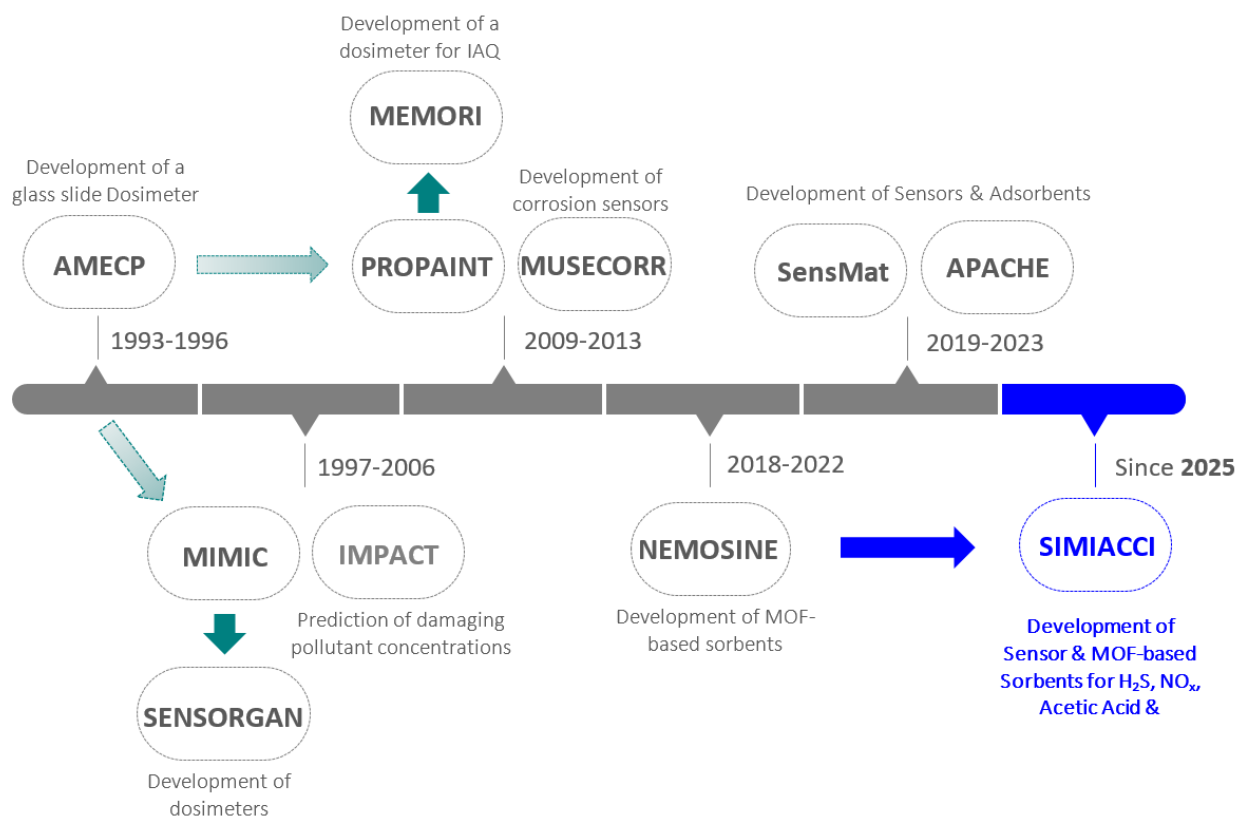 Development of a
dosimeter for IAQ
MEMORI
Development of a
glass slide Dosimeter
AMECP
PROPAINT
Development of
corrosion sensors
MUSECORR
Development of Sensors & Adsorbents
SensMat
APACHE
1993-1996
2009-2013
2019-2023
1997-2006
2018-2022
Since 2025
MIMIC
IMPACT
Prediction of damaging
pollutant concentrations
SENSORGAN
Development of
dosimeters
NEMOSINE
Development of MOF-
based sorbents
SIMIACCI
Development of
Sensor & MOF-based
Sorbents for H₂S, NOₓ,
Acetic Acid &